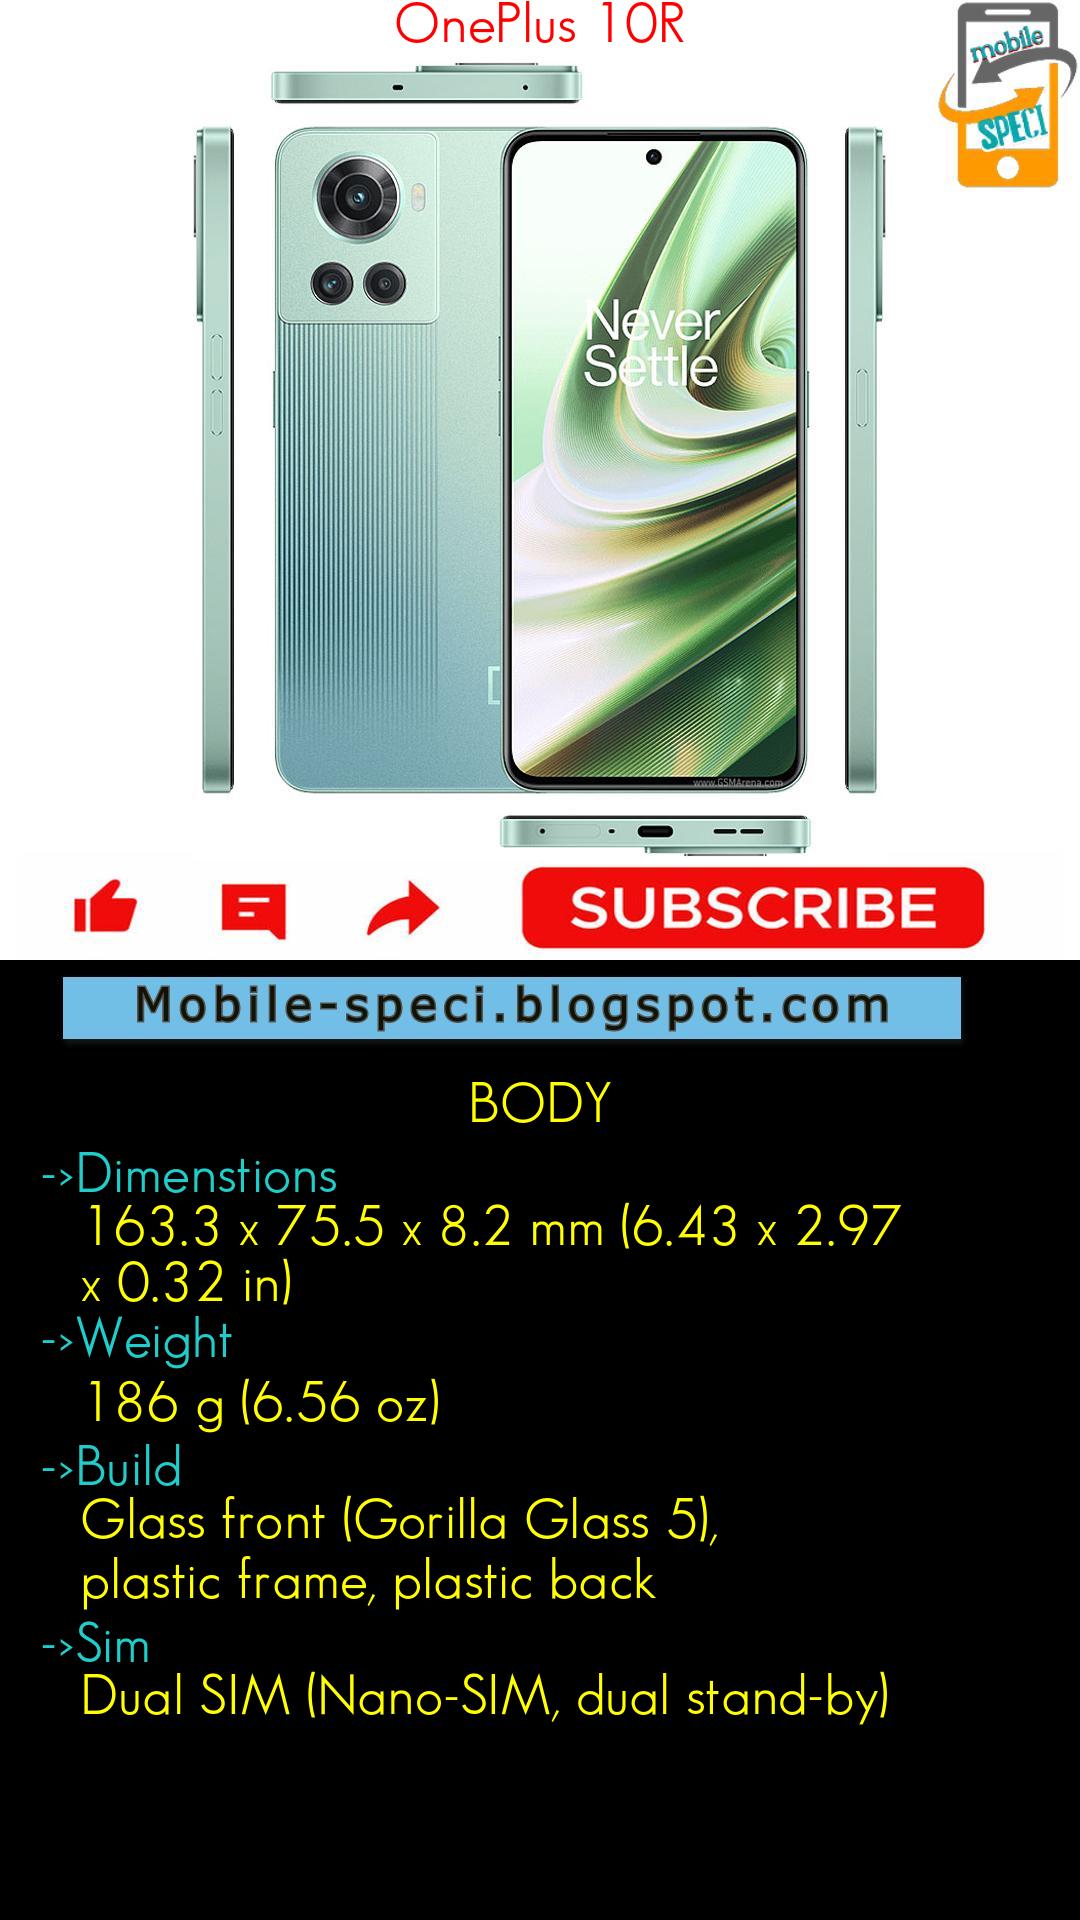 OnePlus 10R
mobile
SPECI
Never
Settle
www.GSMArena.com
SUBSCRIBE
Mobile-speci.blogspot.com
BODY
->Dimenstions
163.3 x 75.5 x 8.2 mm (6.43 x 2.97
x 0.32 in)
->Weight
186 g (6.56 oz)
->Build
Glass front (Gorilla Glass 5),
plastic frame, plastic back
->Sim
Dual SIM (Nano-SIM, dual stand-by)